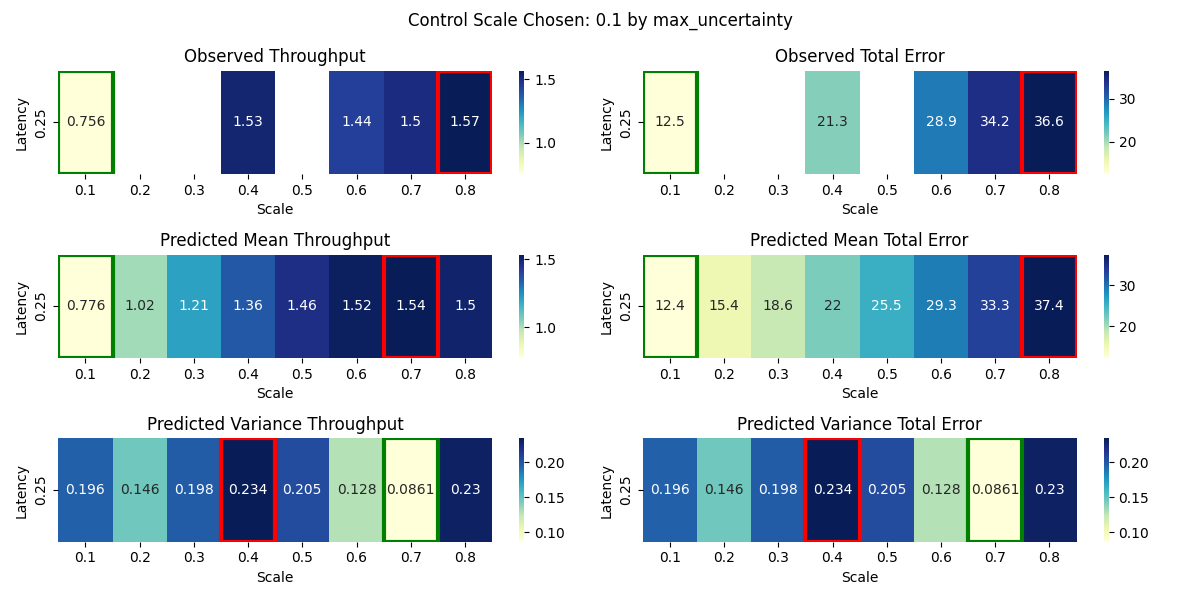 Control Scale Chosen: 0.1 by max_uncertainty
Observed Throughput
Latency
0.25
0.756 1.53 1.44 1.5 1.57
0.1 0.2 0.3 0.4 0.5 0.6 0.7 0.8
Scale
1.5
1.0
Observed Total Error
Latency
0.25
12.5 21.3 28.9 34.2 36.6
0.1 0.2 0.3 0.4 0.5 0.6 0.7 0.8
Scale
30
20
Predicted Mean Throughput
Latency
0.25
0.776 1.02 1.21 1.36 1.46 1.52 1.54 1.5
0.1 0.2 0.3 0.4 0.5 0.6 0.7 0.8
Scale
1.5
1.0
Predicted Mean Total Error
Latency
0.25
12.4 15.4 18.6 22 25.5 29.3 33.3 37.4
0.1 0.2 0.3 0.4 0.5 0.6 0.7 0.8
Scale
30
20
Predicted Variance Throughput
Latency
0.25
0.196 0.146 0.198 0.234 0.205 0.128 0.0861 0.23
0.1 0.2 0.3 0.4 0.5 0.6 0.7 0.8
Scale
0.20
0.15
0.10
Predicted Variance Total Error
Latency
0.25
0.196 0.146 0.198 0.234 0.205 0.128 0.0861 0.23
0.1 0.2 0.3 0.4 0.5 0.6 0.7 0.8
Scale
0.20
0.15
0.10